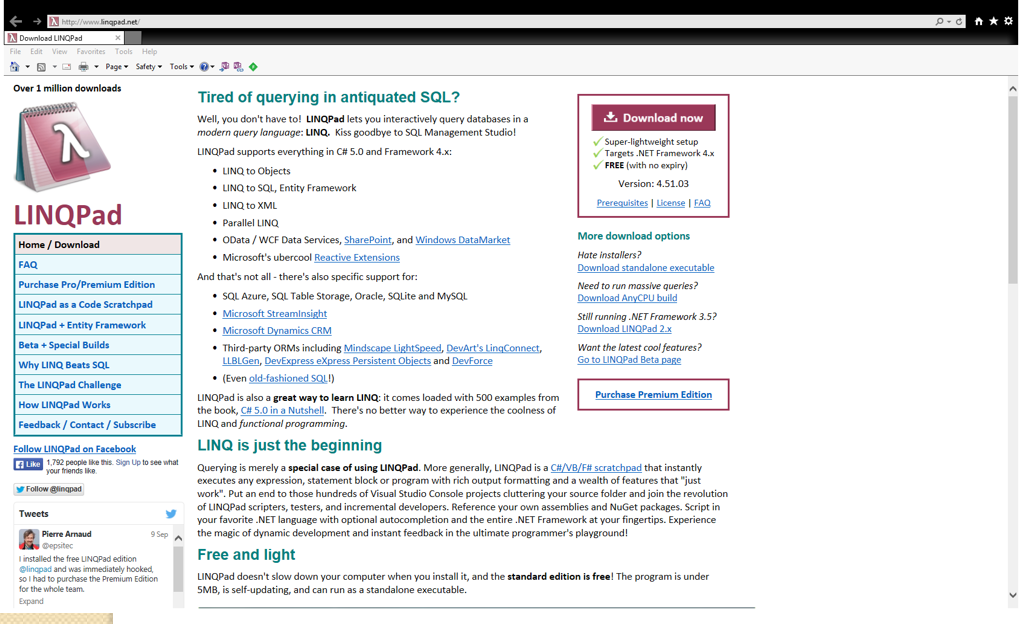 http://www.linqpad.net/
Download LINQPad
File Edit View Favorites Tools Help
Page Safety Tools
Over 1 million downloads
LINQPad
Home / Download
FAQ
Purchase Pro/Premium Edition
LINQPad as a Code Scratchpad
LINQPad + Entity Framework
Beta + Special Builds
Why LINQ Beats SQL
The LINQPad Challenge
How LINQPad Works
Feedback / Contact / Subscribe
Follow LINQPad on Facebook
Like 1,792 people like this. Sign Up to see what
your friends like.
Follow @linqpad
Tweets
Pierre Arnaud 9 Sep
@epsitec
I installed the free LINQPad edition
@linqpad and was immediately hooked,
so I had to purchase the Premium Edition
for the whole team.
Expand
Tired of querying in antiquated SQL?
Well, you don't have to! LINQPad lets you interactively query databases in a
modern query language: LINQ. Kiss goodbye to SQL Management Studio!
LINQPad supports everything in C# 5.0 and Framework 4.x:
• LINQ to Objects
• LINQ to SQL, Entity Framework
• LINQ to XML
• Parallel LINQ
• OData / WCF Data Services, SharePoint, and Windows DataMarket
• Microsoft's ubercool Reactive Extensions
And that's not all - there's also specific support for:
• SQL Azure, SQL Table Storage, Oracle, SQLite and MySQL
• Microsoft StreamInsight
• Microsoft Dynamics CRM
• Third-party ORMs including Mindscape LightSpeed, DevArt's LinqConnect,
LLBLGen, DevExpress eXpress Persistent Objects and DevForce
• (Even old-fashioned SQL!)
LINQPad is also a great way to learn LINQ: it comes loaded with 500 examples from
the book, C# 5.0 in a Nutshell. There's no better way to experience the coolness of
LINQ and functional programming.
LINQ is just the beginning
Querying is merely a special case of using LINQPad. More generally, LINQPad is a C#/VB/F# scratchpad that instantly
executes any expression, statement block or program with rich output formatting and a wealth of features that "just
work". Put an end to those hundreds of Visual Studio Console projects cluttering your source folder and join the revolution
of LINQPad scripters, testers, and incremental developers. Reference your own assemblies and NuGet packages. Script in
your favorite .NET language with optional autocompletion and the entire .NET Framework at your fingertips. Experience
the magic of dynamic development and instant feedback in the ultimate programmer's playground!
Free and light
LINQPad doesn't slow down your computer when you install it, and the standard edition is free! The program is under
5MB, is self-updating, and can run as a standalone executable.
Download now
Super-lightweight setup
Targets .NET Framework 4.x
FREE (with no expiry)
Version: 4.51.03
Prerequisites | License | FAQ
More download options
Hate installers?
Download standalone executable
Need to run massive queries?
Download AnyCPU build
Still running .NET Framework 3.5?
Download LINQPad 2.x
Want the latest cool features?
Go to LINQPad Beta page
Purchase Premium Edition